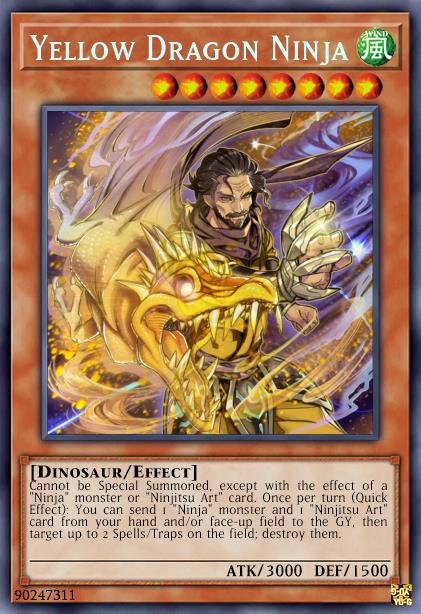 Yellow Dragon Ninja
WIND
風
[Dinosaur/Effect]
Cannot be Special Summoned, except with the effect of a
"Ninja" monster or "Ninjitsu Art" card. Once per turn (Quick
Effect): You can send 1 "Ninja" monster and 1 "Ninjitsu Art"
card from your hand and/or face-up field to the GY, then
target up to 2 Spells/Traps on the field; destroy them.
ATK/3000 DEF/1500
90247311